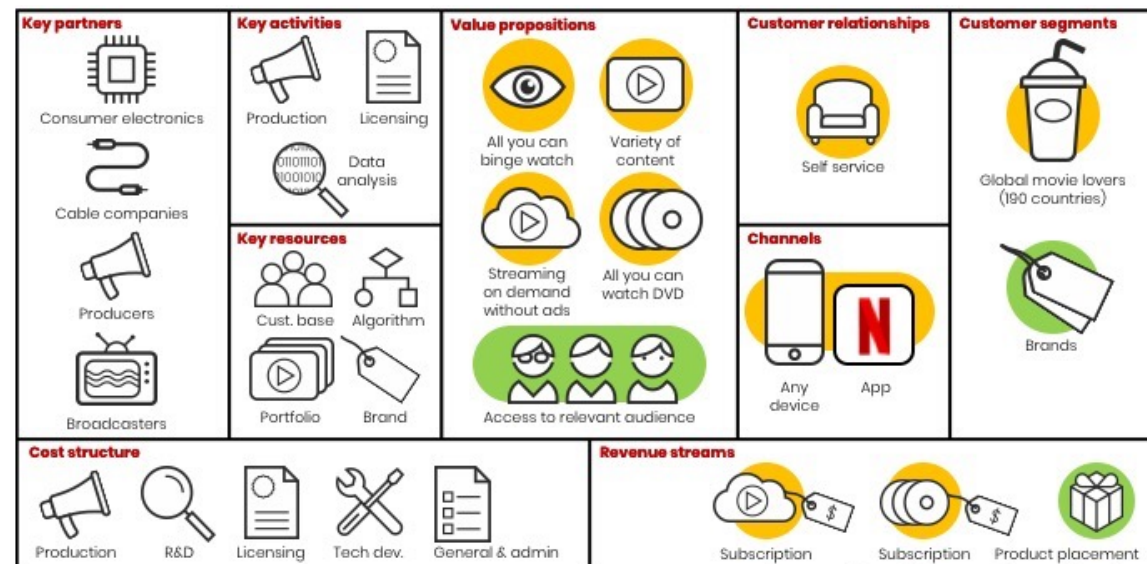 Key partners
Consumer electronics
Cable companies
Producers
Broadcasters
Key activities
Production
Licensing
Data
analysis
Key resources
Cust. base
Algorithm
Portfolio
Brand
Value propositions
All you can
binge watch
Variety of
content
Streaming
on demand
without ads
All you can
watch DVD
Access to relevant audience
Customer relationships
Self service
Channels
Any
device
N
App
Customer segments
Global movie lovers
(190 countries)
Brands
Cost structure
Production
R&D
Licensing
Tech dev.
General & admin
Revenue streams
$
Subscription
$
Subscription
Product placement